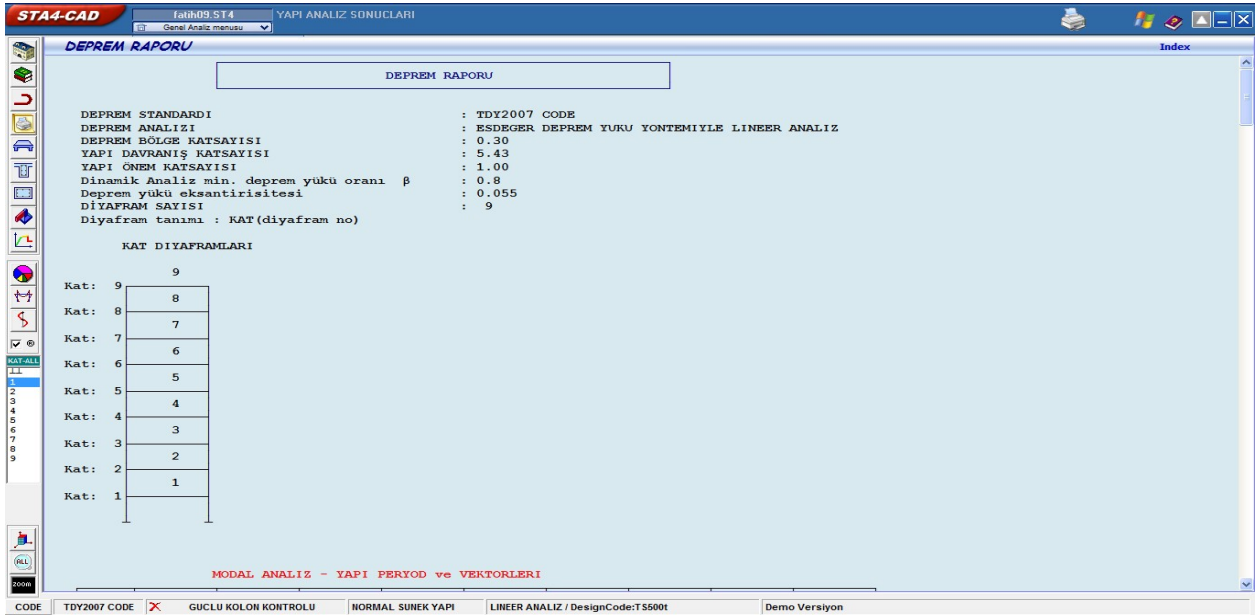 STA4-CAD
fatih09.ST4
YAPI ANALIZ SONUCLARI
Genel Analiz menusu
DEPREM RAPORU
Index
DEPREM RAPORU
DEPREM STANDARDI : TDY2007 CODE
DEPREM ANALIZI : ESDEGER DEPREM YUKU YONTEMIYLE LINEER ANALIZ
DEPREM BÖLGE KATSAYISI : 0.30
YAPI DAVRANIŞ KATSAYISI : 5.43
YAPI ÖNEM KATSAYISI : 1.00
Dinamik Analiz min. deprem yükü oranı β : 0.8
Deprem yükü eksantirisitesi : 0.055
DİYAFRAM SAYISI : 9
Diyafram tanımı : KAT(diyafram no)
KAT DIYAFRAMLARI
9
Kat: 9
8
Kat: 8
7
Kat: 7
6
Kat: 6
5
Kat: 5
4
Kat: 4
3
Kat: 3
2
Kat: 2
1
Kat: 1
MODAL ANALIZ - YAPI PERYOD ve VEKTORLERI
KAT-ALL
1
2
3
4
5
6
7
8
9
ALL
zoom
CODE TDY2007 CODE GUCLU KOLON KONTROLU NORMAL SUNEK YAPI LINEER ANALIZ / DesignCode:TS500t Demo Versiyon